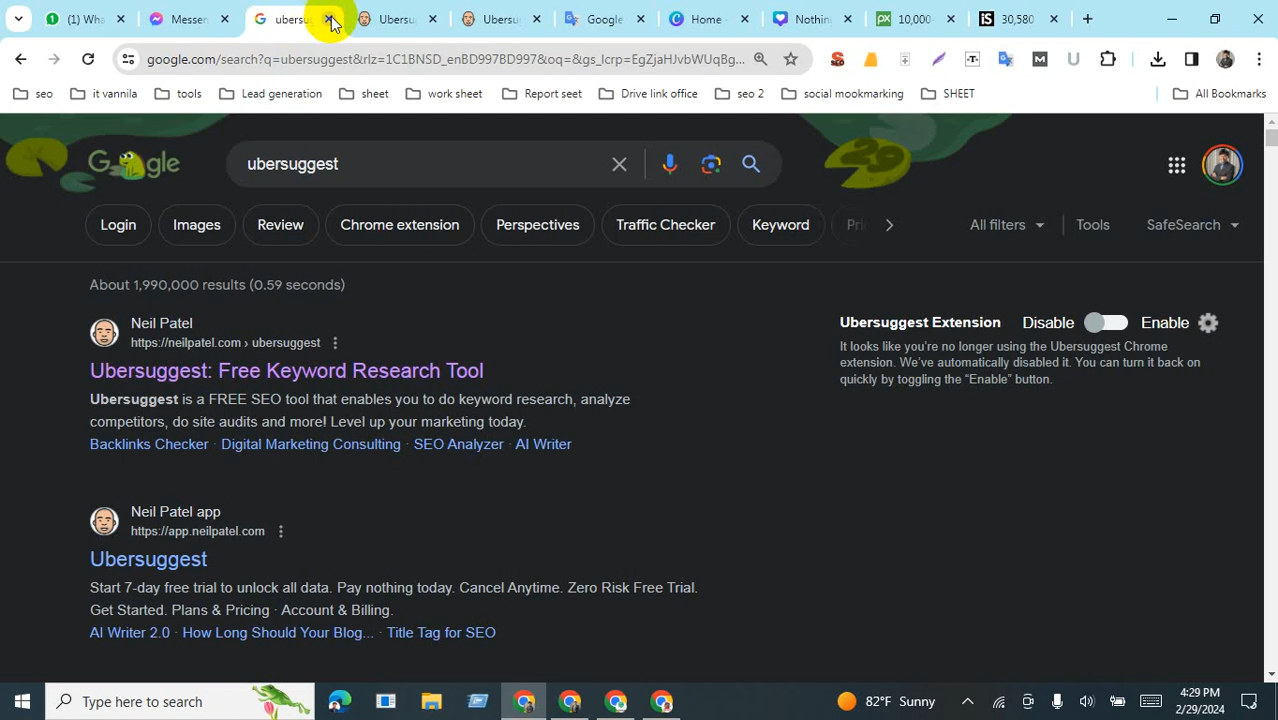 (1) Wha
Messen
ubersug
Ubersu
Ubersu
Google
Home -
Nothin
10,000
30,580
google.com/search?q=ubersuggest&rlz=1C1BNSD_enBD997BD997&oq=&gs_lcrp=EgZjaHJvbWUqBg...
seo
it vannila
tools
Lead generation
sheet
work sheet
Report seet
Drive link office
seo 2
social mookmarking
SHEET
All Bookmarks
Google
29
ubersuggest
Login
Images
Review
Chrome extension
Perspectives
Traffic Checker
Keyword
Pri
All filters
Tools
SafeSearch
About 1,990,000 results (0.59 seconds)
Neil Patel
https://neilpatel.com › ubersuggest
Ubersuggest: Free Keyword Research Tool
Ubersuggest is a FREE SEO tool that enables you to do keyword research, analyze
competitors, do site audits and more! Level up your marketing today.
Backlinks Checker · Digital Marketing Consulting · SEO Analyzer · AI Writer
Ubersuggest Extension Disable Enable
It looks like you're no longer using the Ubersuggest Chrome
extension. We've automatically disabled it. You can turn it back on
quickly by toggling the “Enable” button.
Neil Patel app
https://app.neilpatel.com
Ubersuggest
Start 7-day free trial to unlock all data. Pay nothing today. Cancel Anytime. Zero Risk Free Trial.
Get Started. Plans & Pricing · Account & Billing.
AI Writer 2.0 · How Long Should Your Blog... · Title Tag for SEO
Type here to search
82°F Sunny
4:29 PM
2/29/2024